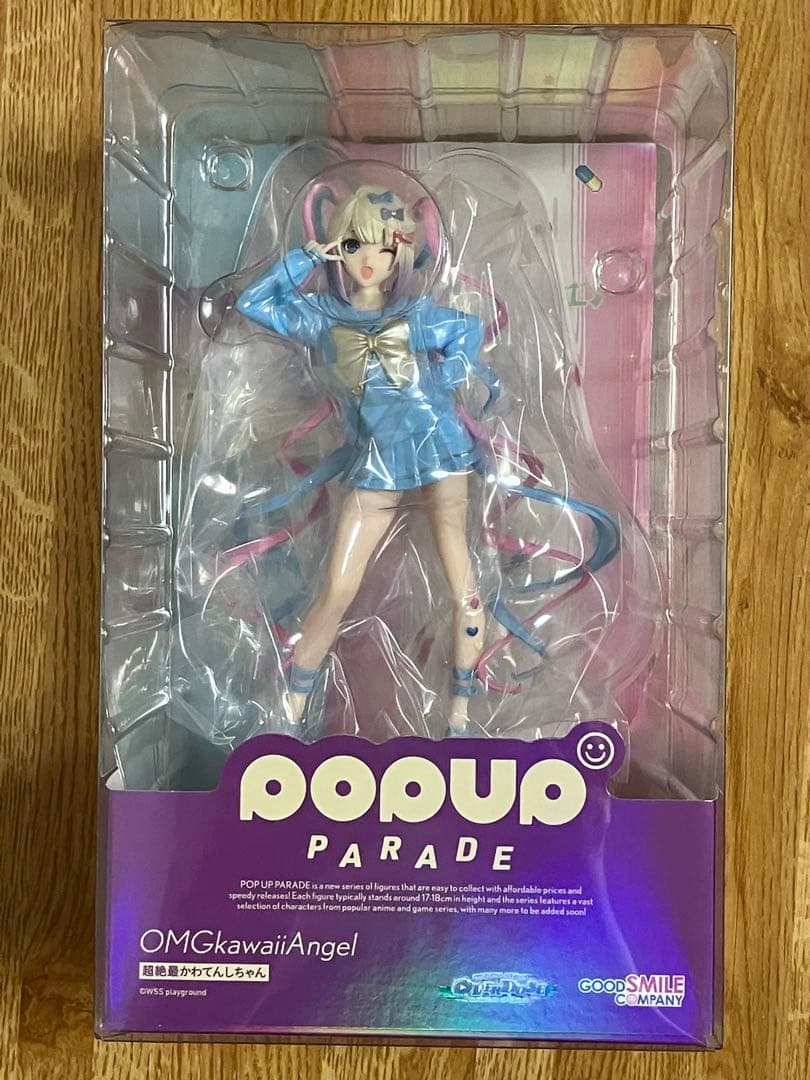 POPUP
PARADE
POP UP PARADE is a new series of figures that are easy to collect with affordable prices and
speedy releases! Each figure typically stands around 17-18cm in height and the series features a vast
selection of characters from popular anime and game series, with many more to be added soon!
OMGkawaiiAngel
超絶最かわてんしちゃん
©WSS playground
OVERDOSE
GOOD SMILE
COMPANY